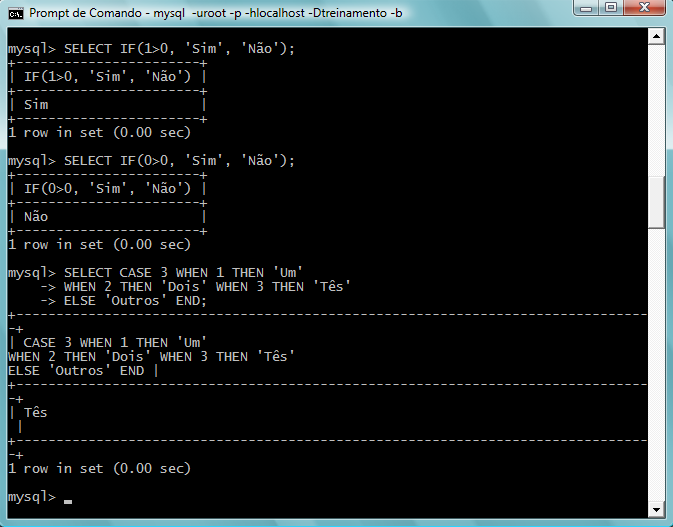 Prompt de Comando - mysql -uroot -p -hlocalhost -Dtreinamento -b
mysql> SELECT IF(1>0, 'Sim', 'Não');
+-----------------------+
| IF(1>0, 'Sim', 'Não') |
+-----------------------+
| Sim                   |
+-----------------------+
1 row in set (0.00 sec)
mysql> SELECT IF(0>0, 'Sim', 'Não');
+-----------------------+
| IF(0>0, 'Sim', 'Não') |
+-----------------------+
| Não                   |
+-----------------------+
1 row in set (0.00 sec)
mysql> SELECT CASE 3 WHEN 1 THEN 'Um'
    -> WHEN 2 THEN 'Dois' WHEN 3 THEN 'Tês'
    -> ELSE 'Outros' END;
+-------------------------------------------------------------------------------
-+
| CASE 3 WHEN 1 THEN 'Um'
WHEN 2 THEN 'Dois' WHEN 3 THEN 'Tês'
ELSE 'Outros' END |
+-------------------------------------------------------------------------------
-+
| Tês
 |
+-------------------------------------------------------------------------------
-+
1 row in set (0.00 sec)
mysql> _